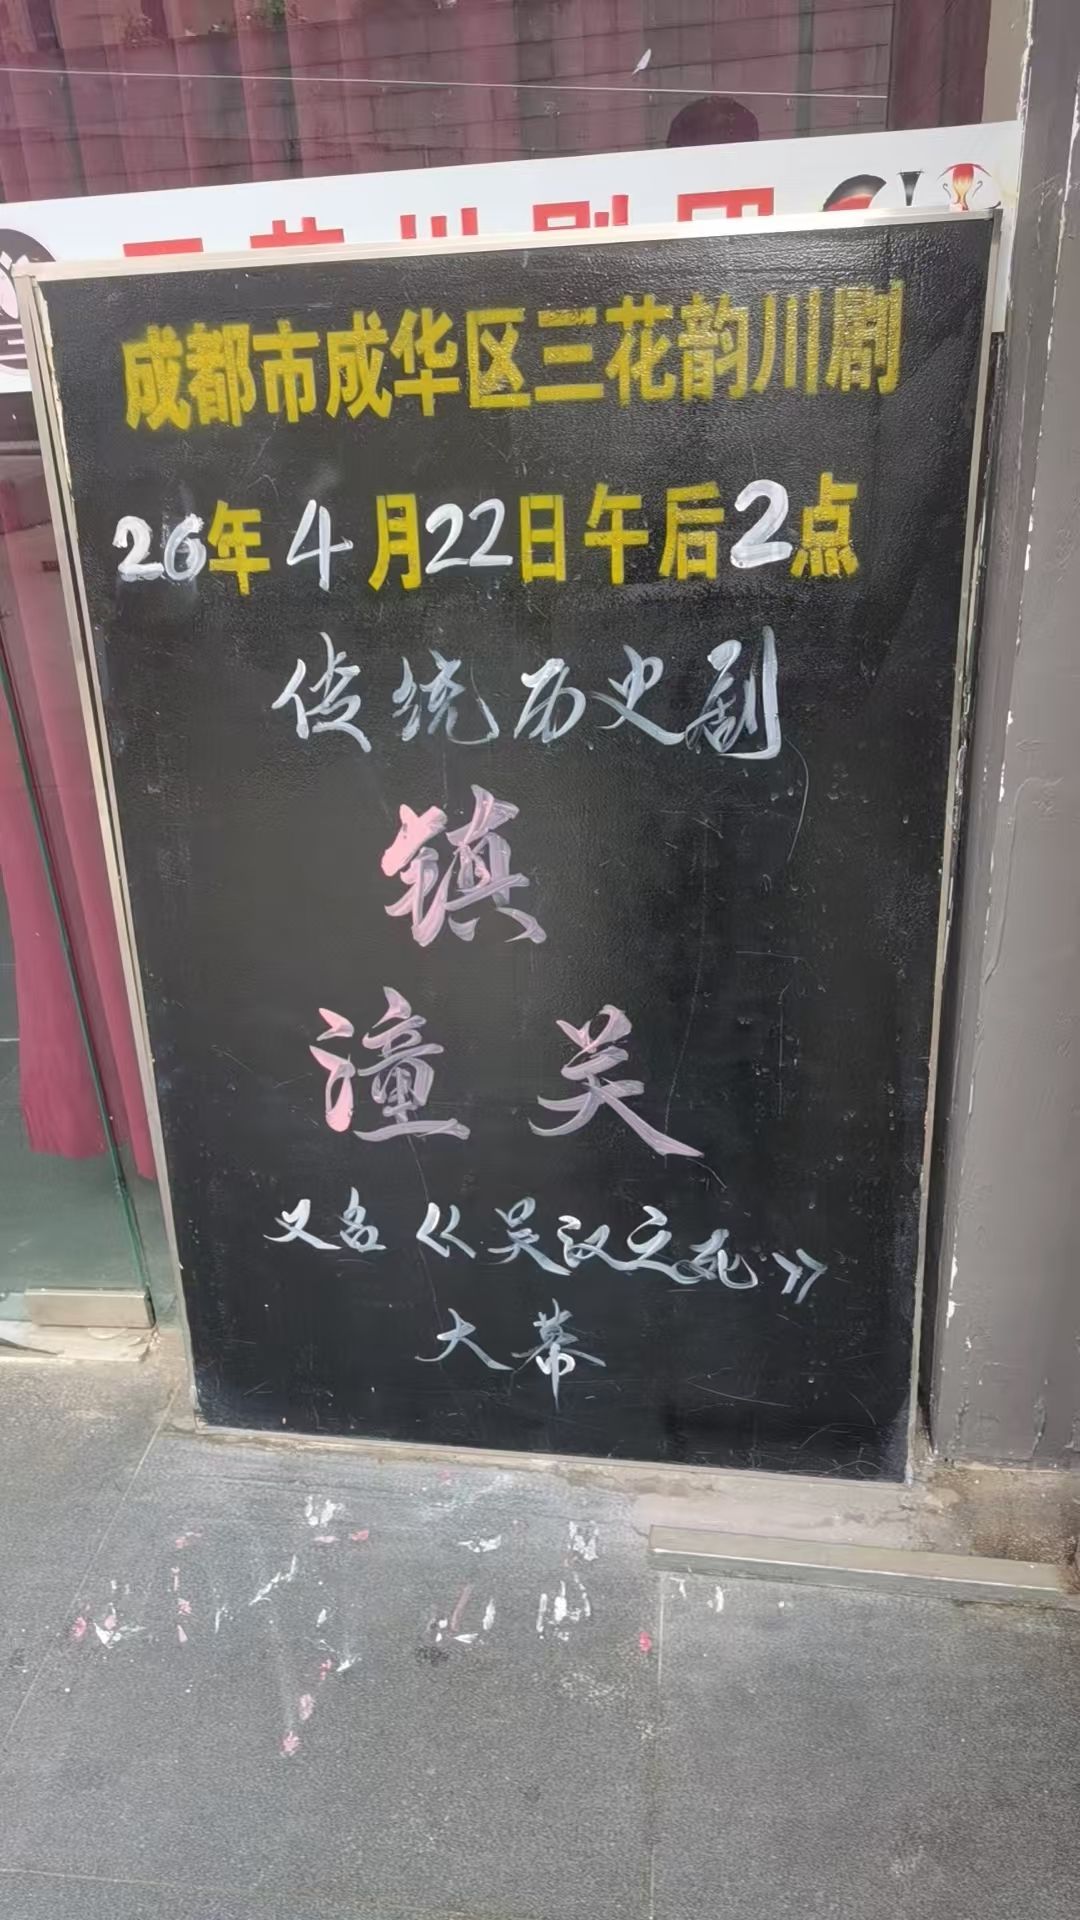 成都市成华区三花韵川剧
26年4月22日午后2点
传统历史剧
镇
潼关
又名《吴汉之死》
大幕